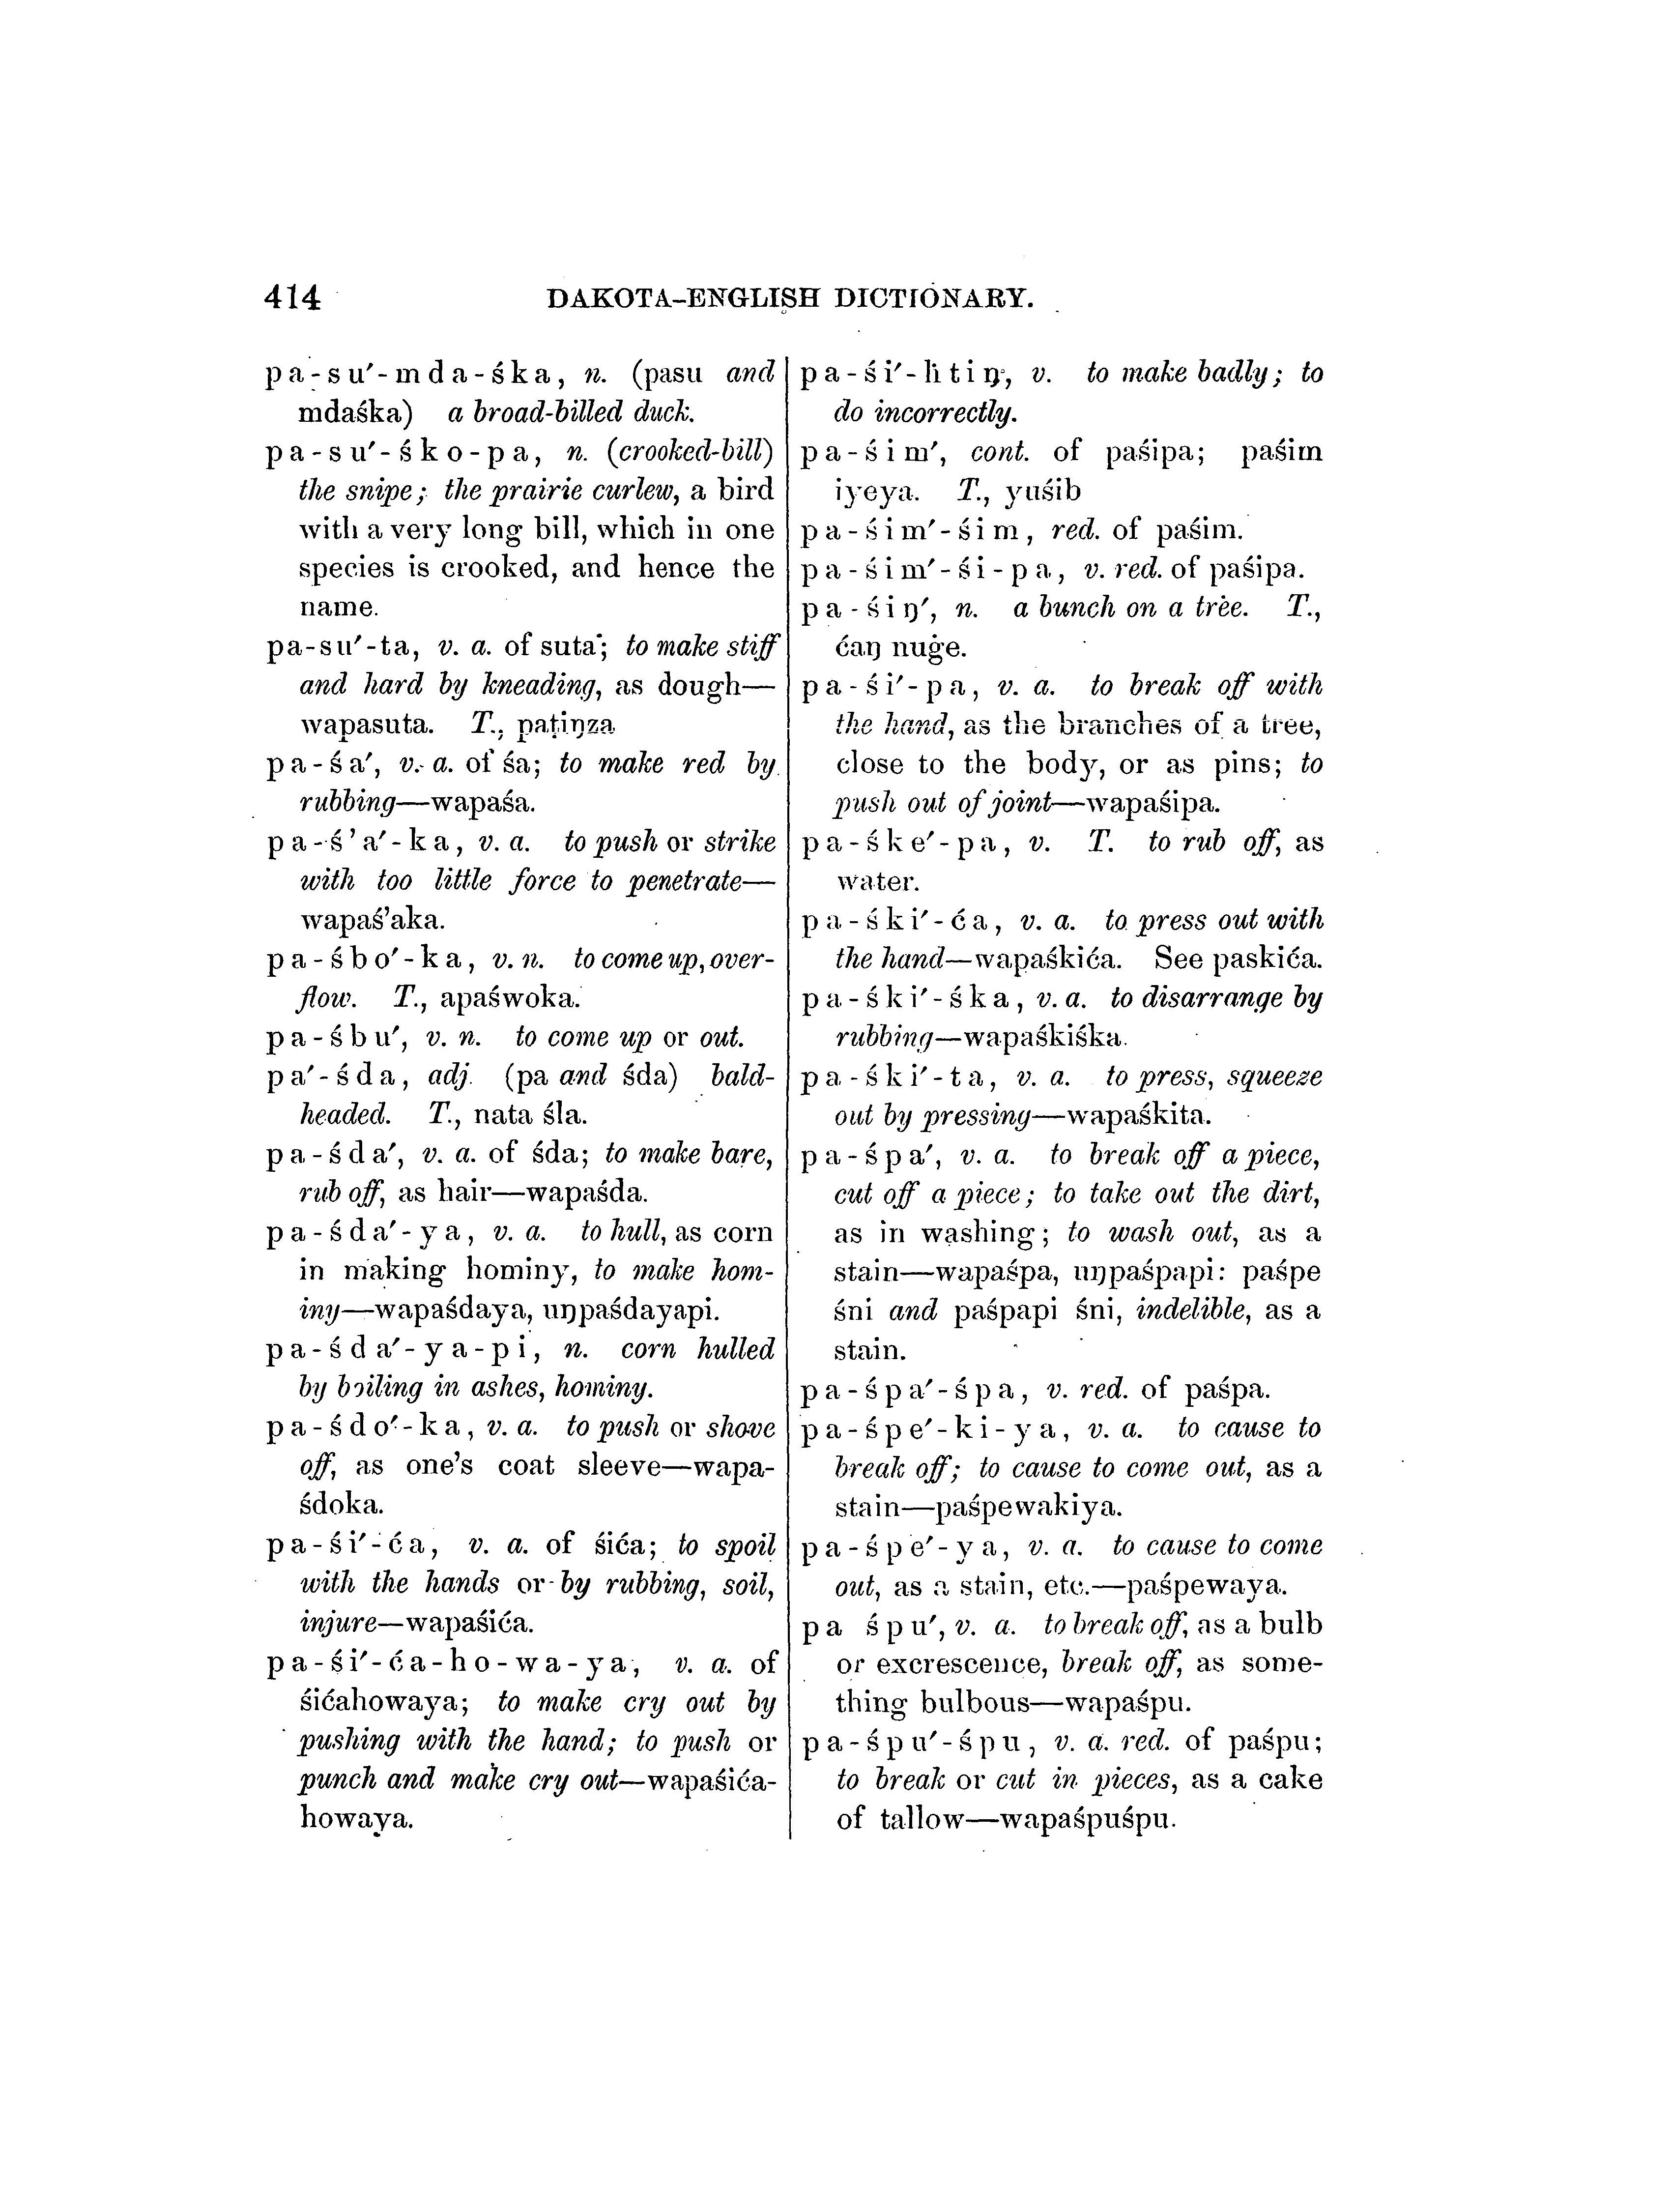 414 DAKOTA-ENGLISH DICTIONARY.
pa-su′-mda-śka, n. (pasu and
mdaśka) a broad-billed duck.
pa-su′-śko-pa, n. (crooked-bill)
the snipe; the prairie curlew, a bird
with a very long bill, which in one
species is crooked, and hence the
name.
pa-su′-ta, v. a. of suta; to make stiff
and hard by kneading, as dough—
wapasuta. T., paṭiŋza
pa-śa′, v. a. of śa; to make red by
rubbing—wapaśa.
pa-ś’a′-ka, v. a. to push or strike
with too little force to penetrate—
wapaś’aka.
pa-śbo′-ka, v. n. to come up, over-
flow. T., apaśwoka.
pa-śbu′, v. n. to come up or out.
pa′-śda, adj. (pa and śda) bald-
headed. T., nata śla.
pa-śda′, v. a. of śda; to make bare,
rub off, as hair—wapaśda.
pa-śda′-ya, v. a. to hull, as corn
in making hominy, to make hom-
iny—wapaśdaya, uŋpaśdayapi.
pa-śda′-ya-pi, n. corn hulled
by boiling in ashes, hominy.
pa-śdo′-ka, v. a. to push or shove
off, as one’s coat sleeve—wapa-
śdoka.
pa-śi′-ća, v. a. of śića; to spoil
with the hands or by rubbing, soil,
injure—wapaśića.
pa-śi′-ća-ho-wa-ya, v. a. of
śićahowaya; to make cry out by
pushing with the hand; to push or
punch and make cry out—wapaśića-
howaya.
pa-śi′-ḣtiŋ, v. to make badly; to
do incorrectly.
pa-śim′, cont. of paśipa; paśim
iyeya. T., yuśib
pa-śim′-śim, red. of paśim.
pa-śim′-śi-pa, v. red. of paśipa.
pa-śiŋ′, n. a bunch on a tree. T.,
ćaŋ nuġe.
pa-śi′-pa, v. a. to break off with
the hand, as the branches of a tree,
close to the body, or as pins; to
push out of joint—wapaśipa.
pa-śke′-pa, v. T. to rub off, as
water.
pa-śki′-ća, v. a. to press out with
the hand—wapaśkića. See paskića.
pa-śki′-śka, v. a. to disarrange by
rubbing—wapaśkiśka.
pa-śki′-ta, v. a. to press, squeeze
out by pressing—wapaśkita.
pa-śpa′, v. a. to break off a piece,
cut off a piece; to take out the dirt,
as in washing; to wash out, as a
stain—wapaśpa, uŋpaśpapi: paśpe
śni and paśpapi śni, indelible, as a
stain.
pa-śpa′-śpa, v. red. of paśpa.
pa-śpe′-ki-ya, v. a. to cause to
break off; to cause to come out, as a
stain—paśpewakiya.
pa-śpe′-ya, v. a. to cause to come
out, as a stain, etc.—paśpewaya.
pa śpu′, v. a. to break off, as a bulb
or excrescence, break off, as some-
thing bulbous—wapaśpu.
pa-śpu′-śpu, v. a. red. of paśpu;
to break or cut in pieces, as a cake
of tallow—wapaśpuśpu.